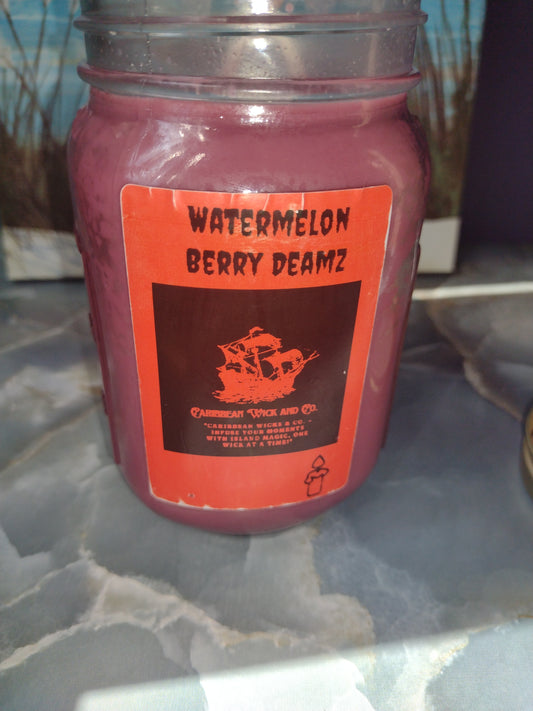 WATERMELON
BERRY DEAMZ
CARIBBEAN WICK AND CO.
"CARIBBEAN WICKS & CO. -
INFUSE YOUR MOMENTS
WITH ISLAND MAGIC, ONE
WICK AT A TIME!"